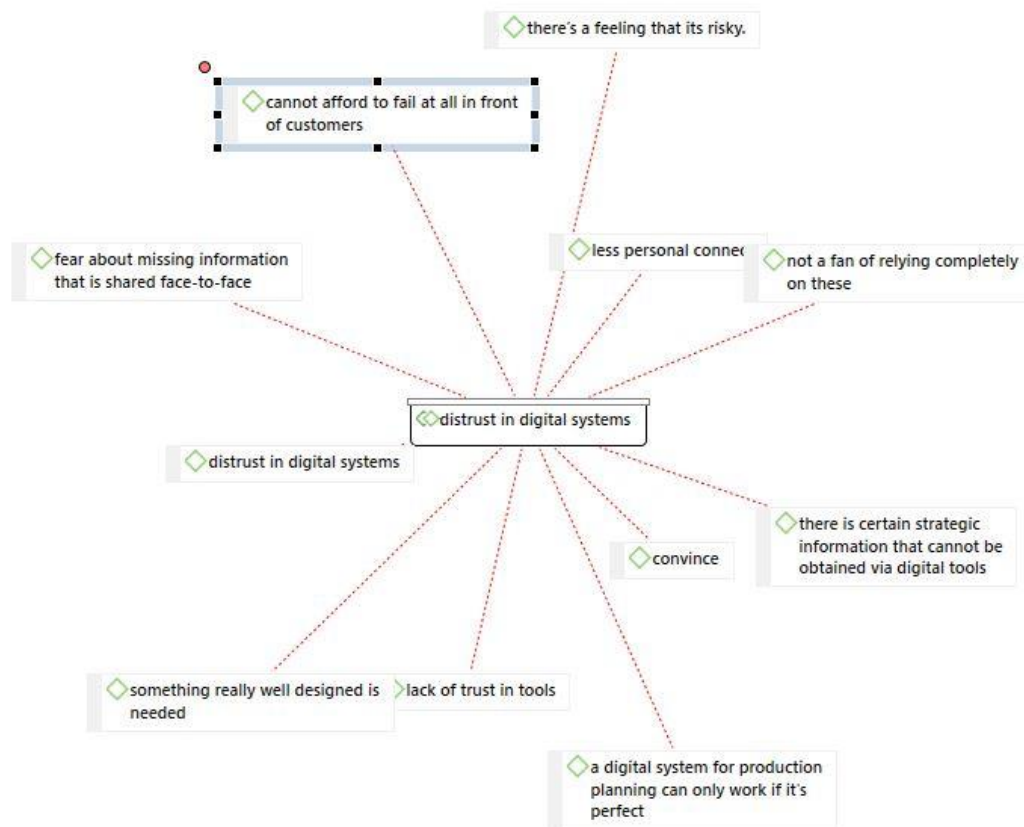 there's a feeling that its risky.
cannot afford to fail at all in front
of customers
fear about missing information
that is shared face-to-face
less personal connec
not a fan of relying completely
on these
distrust in digital systems
distrust in digital systems
there is certain strategic
information that cannot be
obtained via digital tools
convince
something really well designed is
needed
lack of trust in tools
a digital system for production
planning can only work if it's
perfect